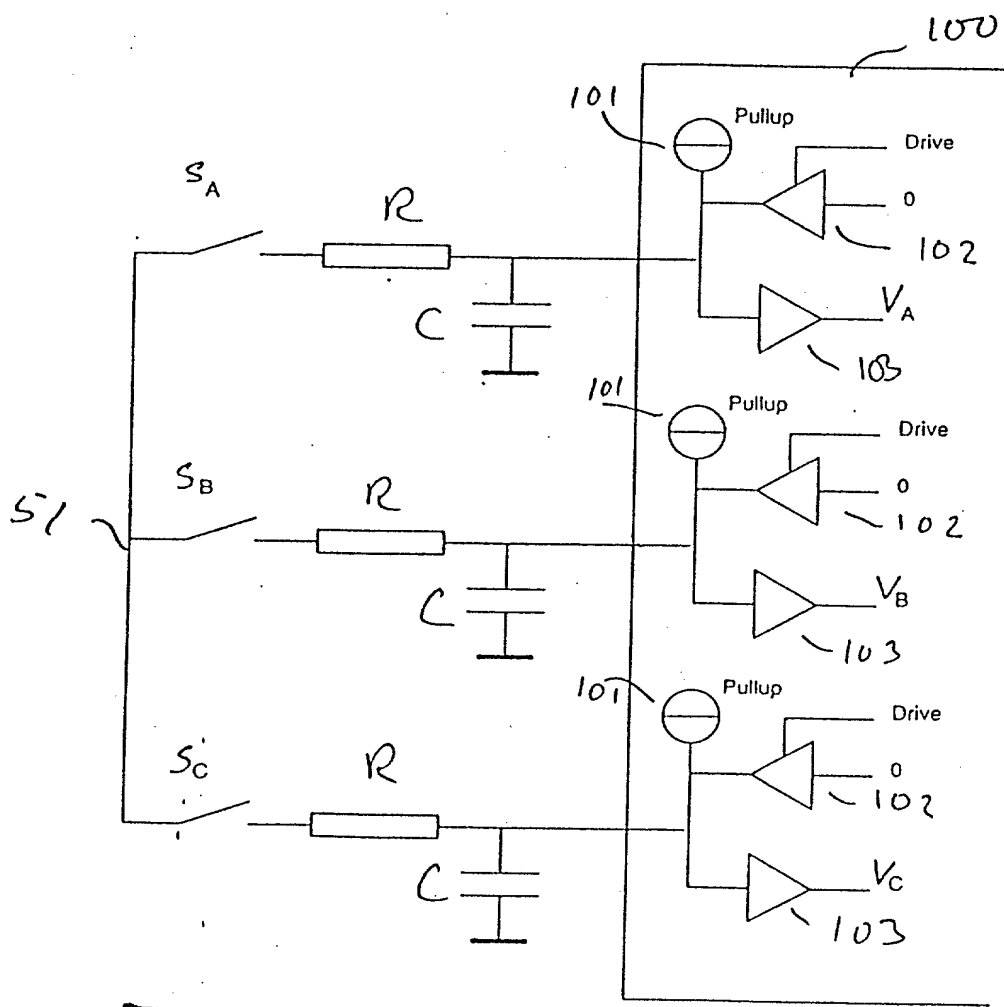 100
101
Pullup
Drive
S_A
R
0
102
C
V_A
103
101
Pullup
Drive
S_B
R
0
51
102
C
V_B
103
101
Pullup
Drive
S_C
R
0
102
C
V_C
103